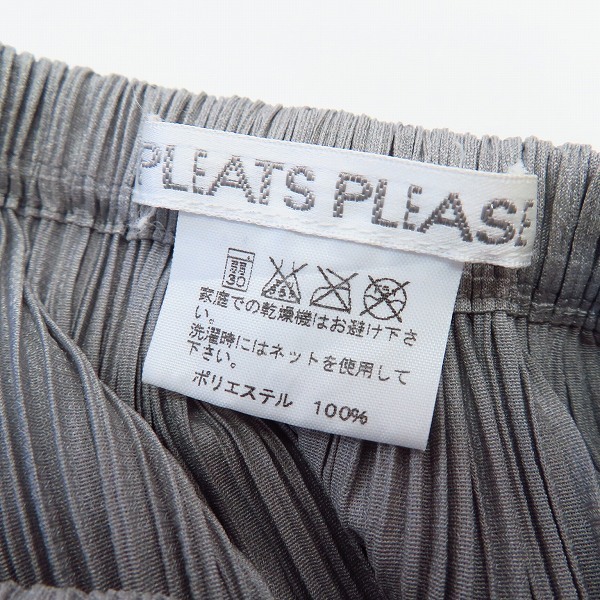 PLEATS PLEASE
家庭での乾燥機はお避け下さ
い。
洗濯時にはネットを使用して
下さい。
ポリエステル 100%